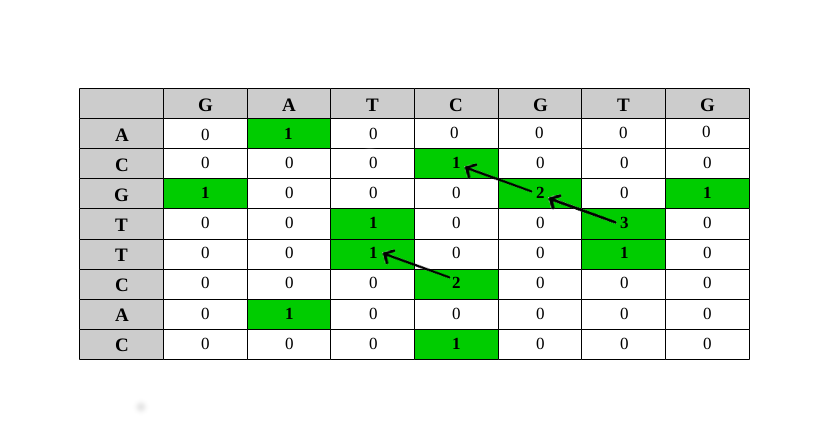 G A T C G T G
A 0 1 0 0 0 0 0
C 0 0 0 1 0 0 0
G 1 0 0 0 2 0 1
T 0 0 1 0 0 3 0
T 0 0 1 0 0 1 0
C 0 0 0 2 0 0 0
A 0 1 0 0 0 0 0
C 0 0 0 1 0 0 0